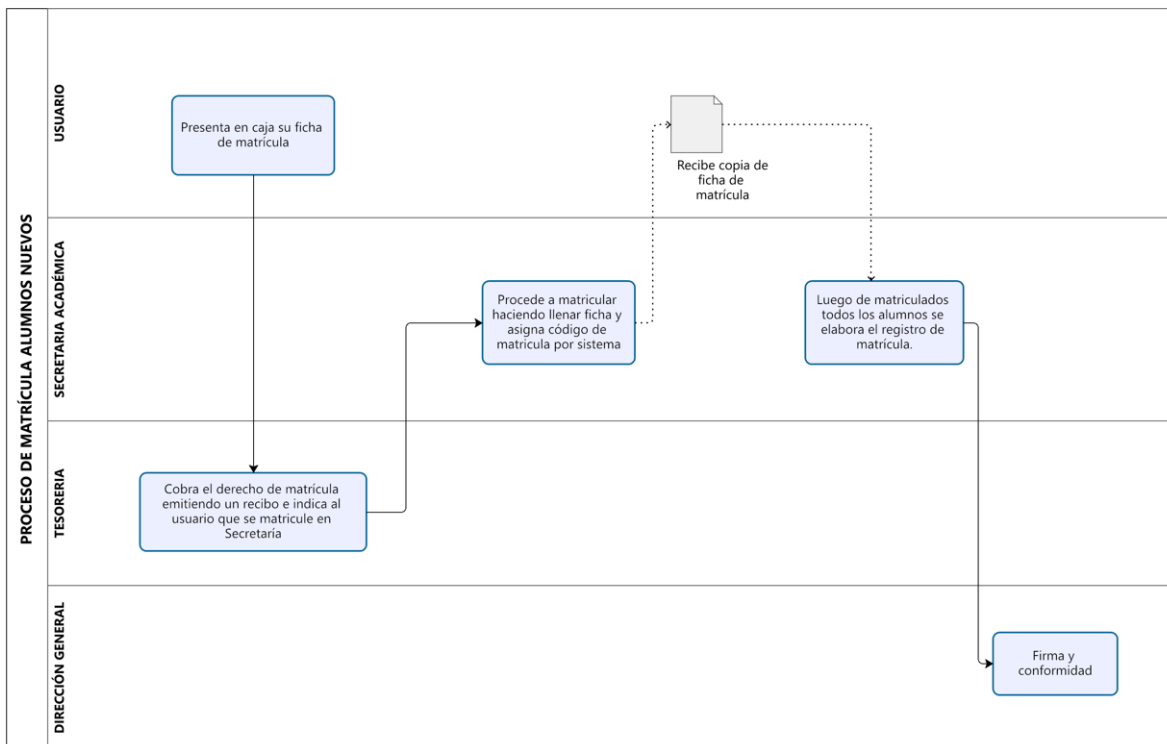 PROCESO DE MATRÍCULA ALUMNOS NUEVOS
USUARIO
Presenta en caja su ficha
de matrícula
Recibe copia de
ficha de
matrícula
SECRETARIA ACADÉMICA
Procede a matricular
haciendo llenar ficha y
asigna código de
matricula por sistema
Luego de matriculados
todos los alumnos se
elabora el registro de
matrícula.
TESORERIA
Cobra el derecho de matrícula
emitiendo un recibo e indica al
usuario que se matricule en
Secretaría
DIRECCIÓN GENERAL
Firma y
conformidad